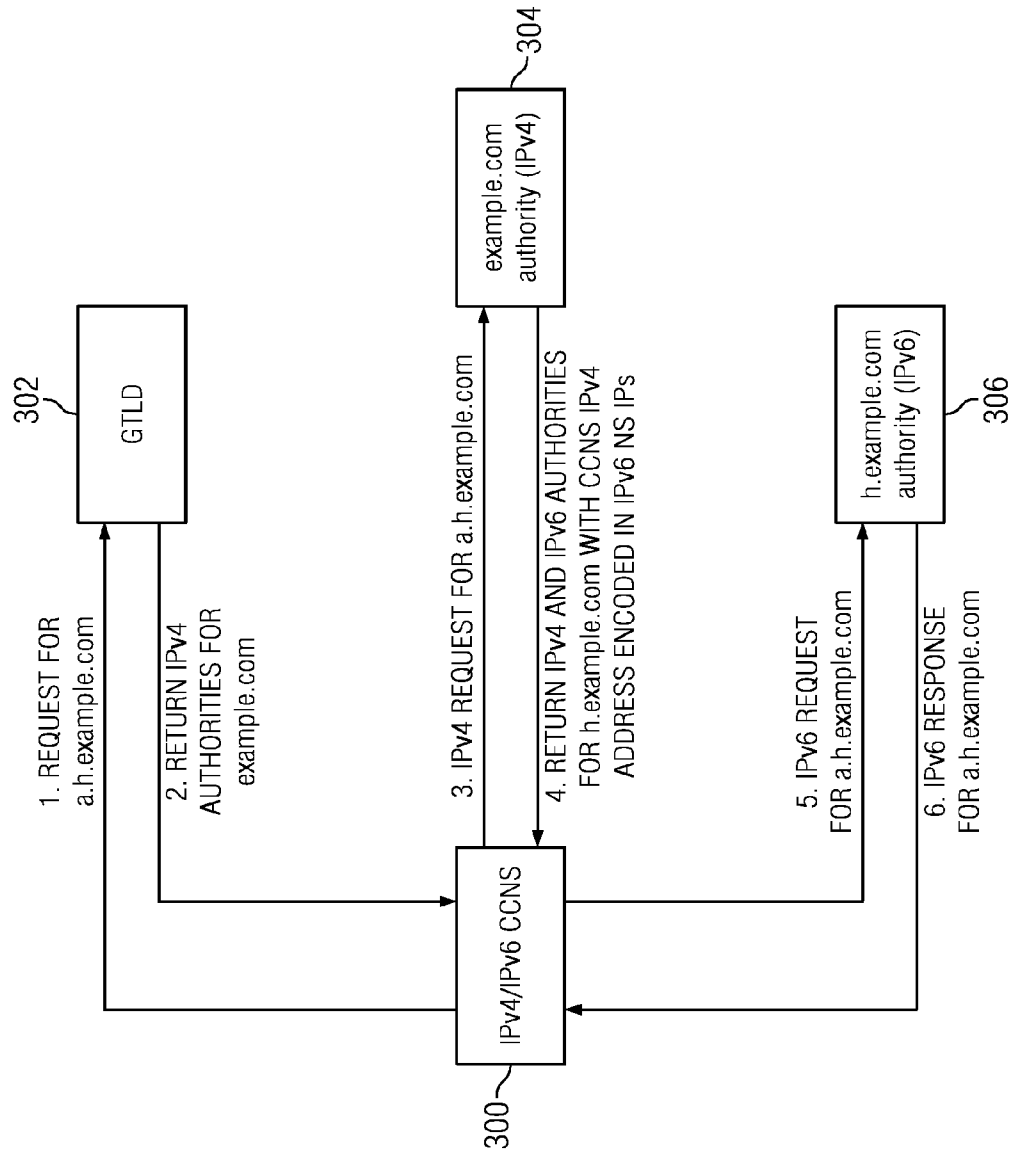 302
GTLD
1. REQUEST FOR
a.h.example.com
2. RETURN IPv4
AUTHORITIES FOR
example.com
304
example.com
authority (IPv4)
3. IPv4 REQUEST FOR a.h.example.com
4. RETURN IPv4 AND IPv6 AUTHORITIES
FOR h.example.com WITH CCNS IPv4
ADDRESS ENCODED IN IPv6 NS IPs
300
IPv4/IPv6 CCNS
5. IPv6 REQUEST
FOR a.h.example.com
6. IPv6 RESPONSE
FOR a.h.example.com
h.example.com
authority (IPv6)
306